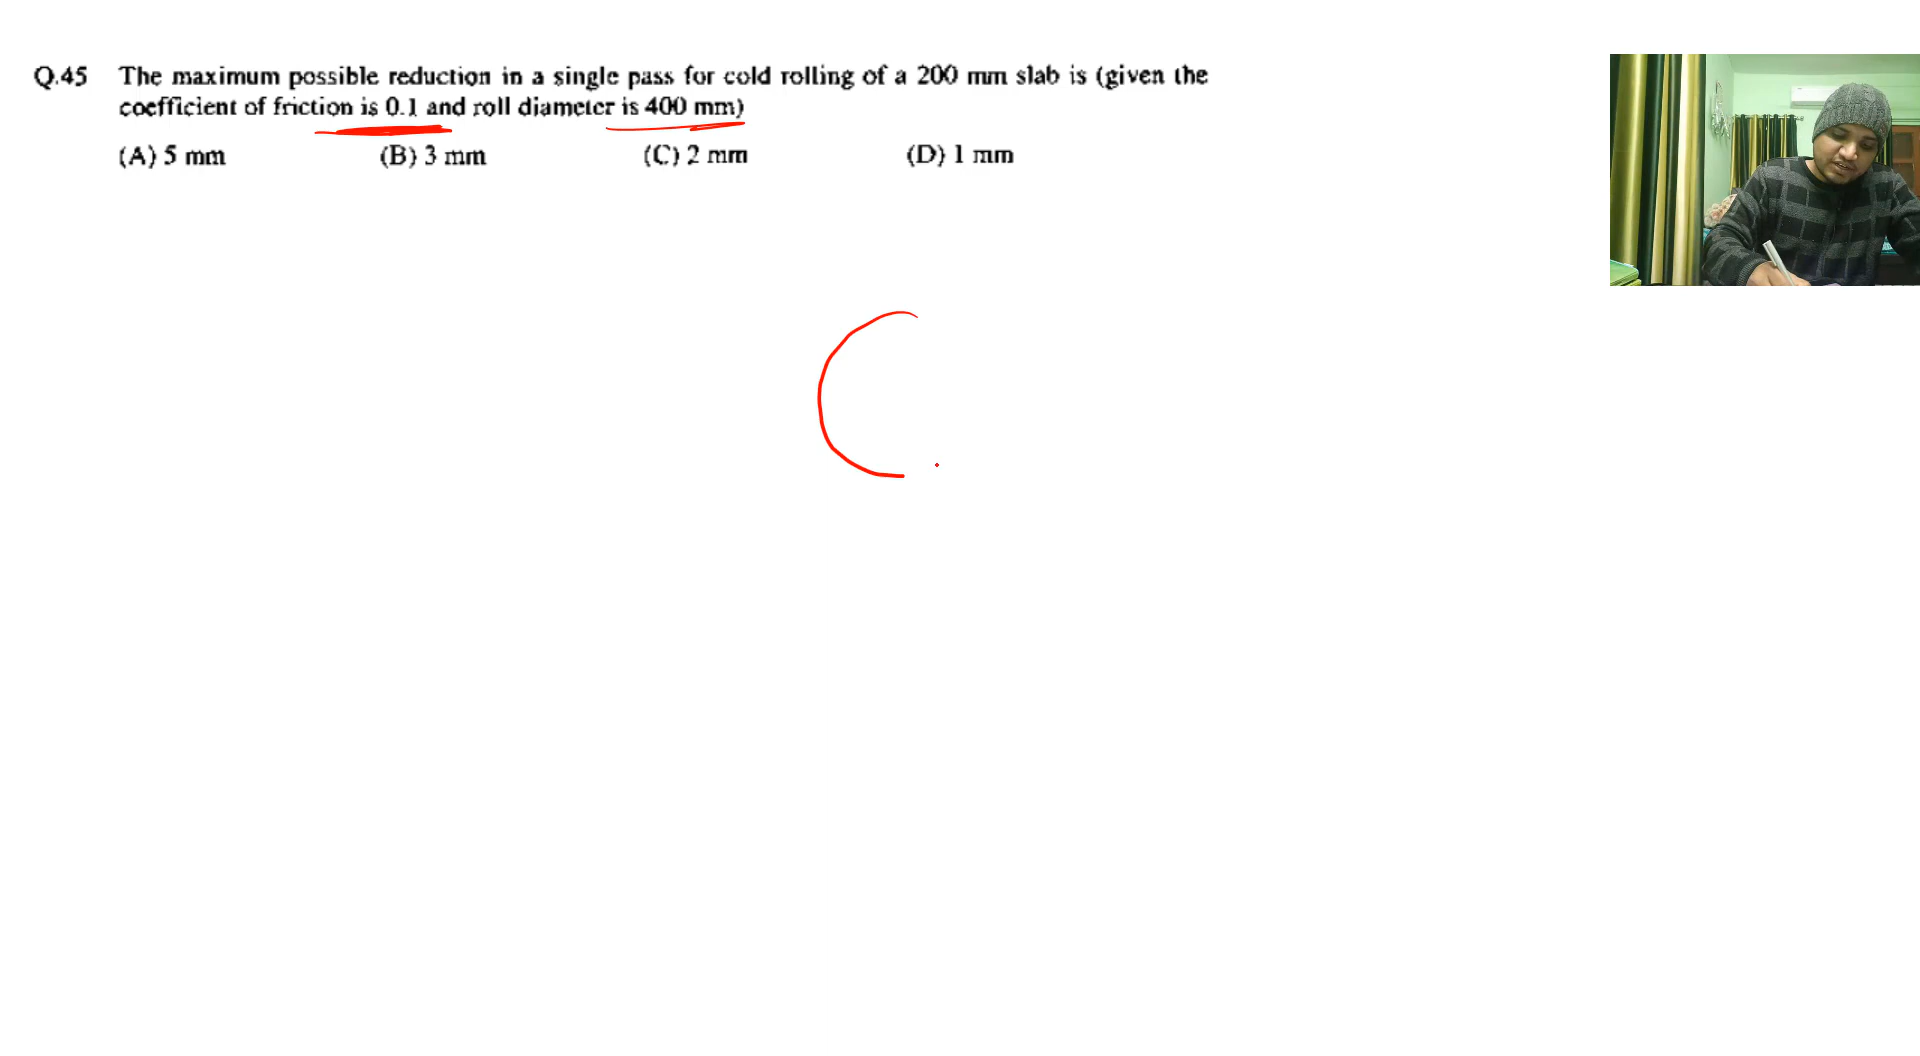 Q.45 The maximum possible reduction in a single pass for cold rolling of a 200 mm slab is (given the
coefficient of friction is 0.1 and roll diameter is 400 mm)
(A) 5 mm (B) 3 mm (C) 2 mm (D) 1 mm